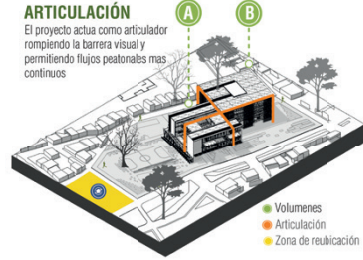 ARTICULACIÓN
El proyecto actua como articulador
rompiendo la barrera visual y
permitiendo flujos peatonales mas
continuos
A
B
Volumenes
Articulación
Zona de reubicación